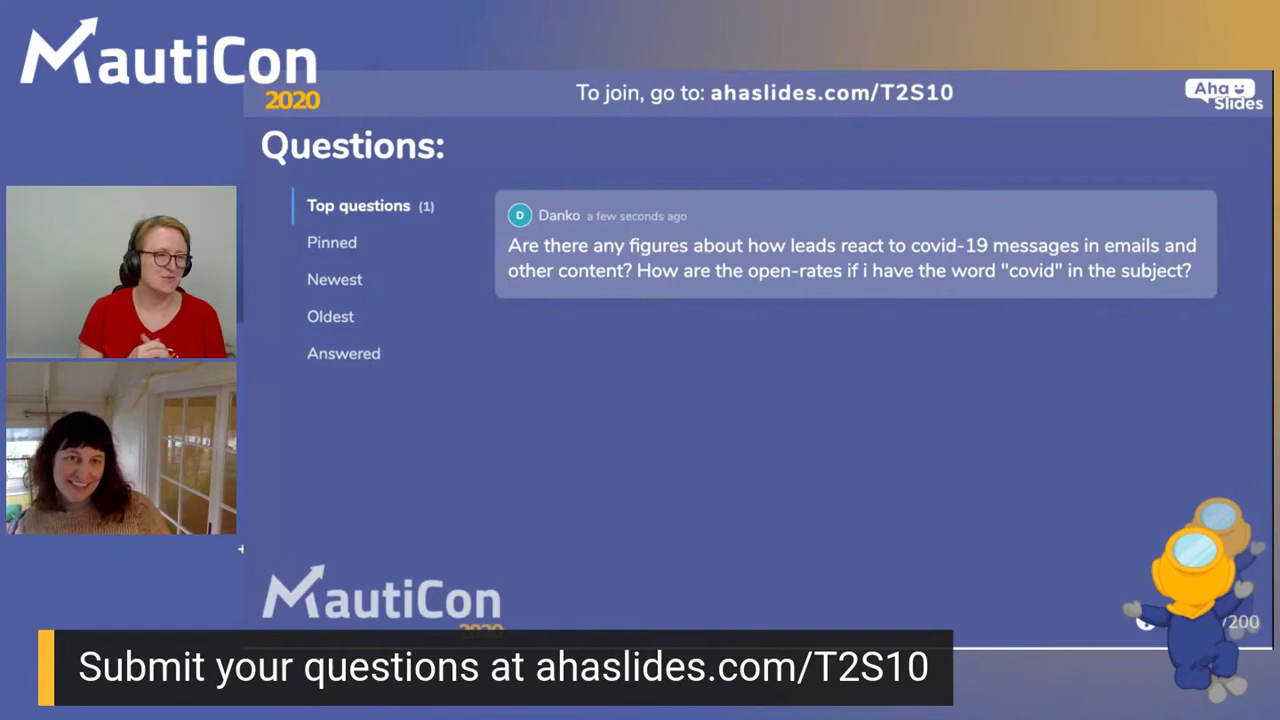 MautiCon
2020
To join, go to: ahaslides.com/T2S10
Aha
Slides
Questions:
Top questions (1)
Pinned
Newest
Oldest
Answered
D Danko a few seconds ago
Are there any figures about how leads react to covid-19 messages in emails and
other content? How are the open-rates if i have the word "covid" in the subject?
MautiCon
2020
/200
Submit your questions at ahaslides.com/T2S10